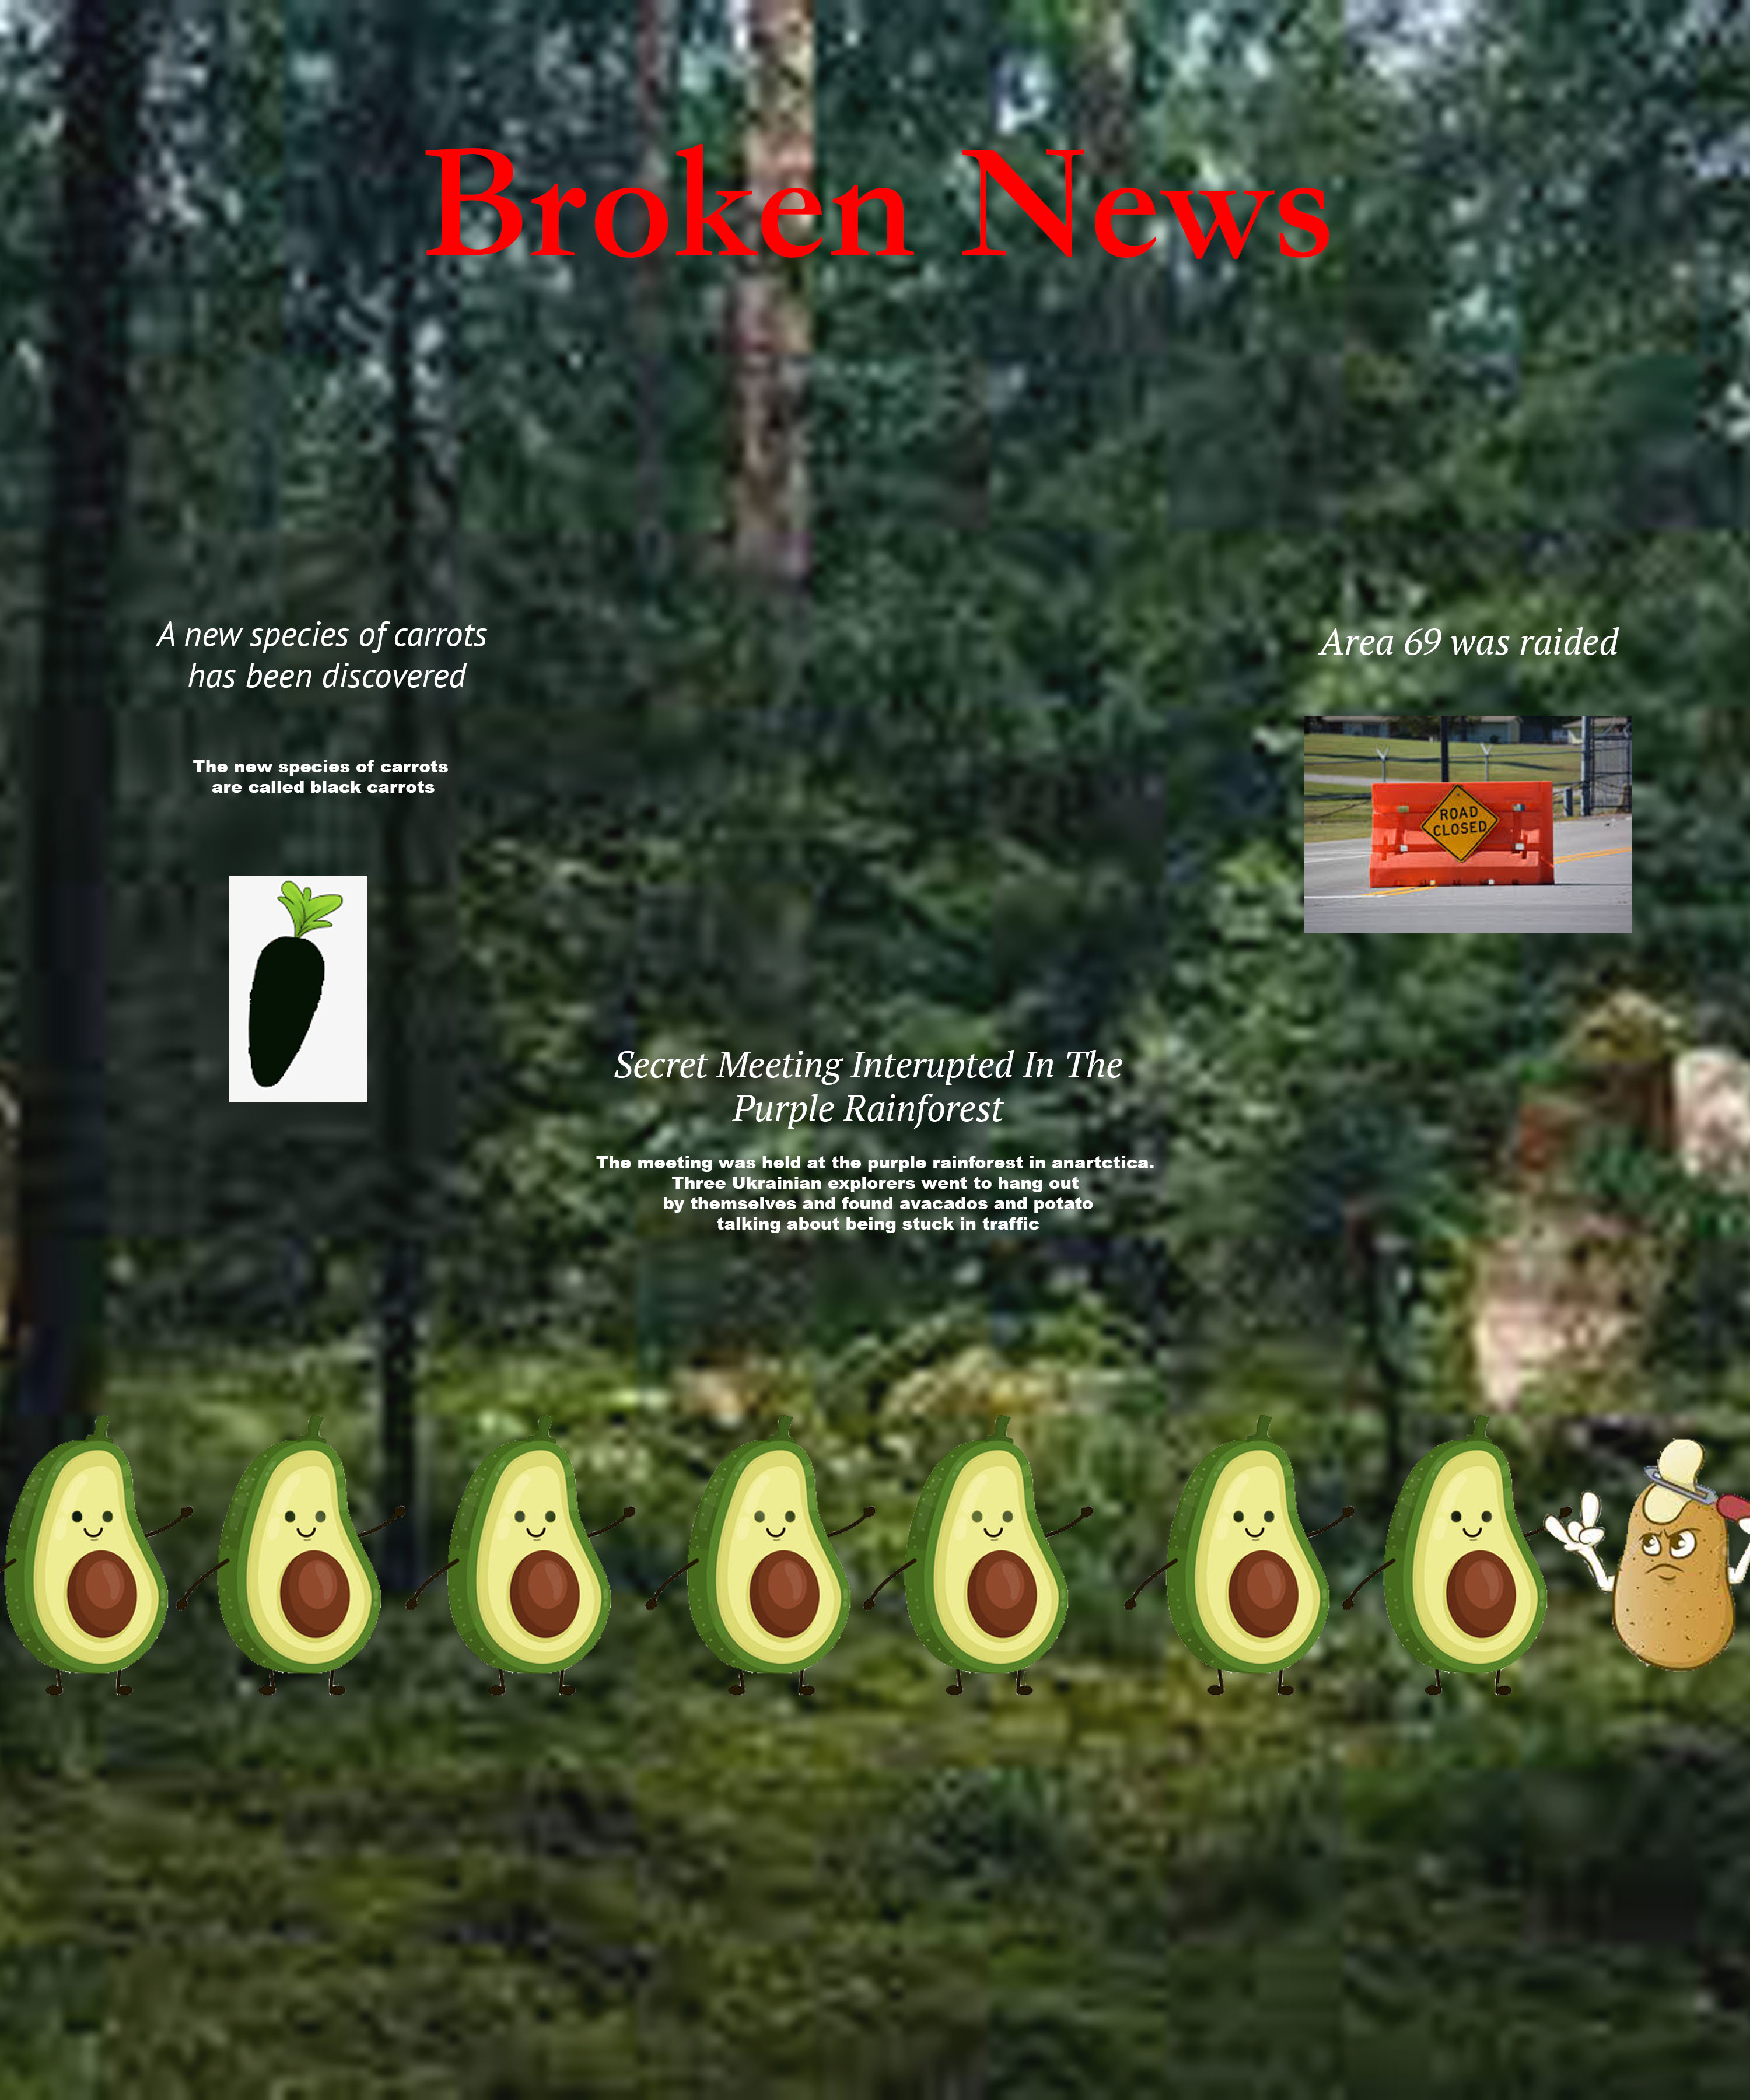 Broken News
A new species of carrots
has been discovered
The new species of carrots
are called black carrots
Area 69 was raided
ROAD
CLOSED
Secret Meeting Interupted In The
Purple Rainforest
The meeting was held at the purple rainforest in anartctica.
Three Ukrainian explorers went to hang out
by themselves and found avacados and potato
talking about being stuck in traffic